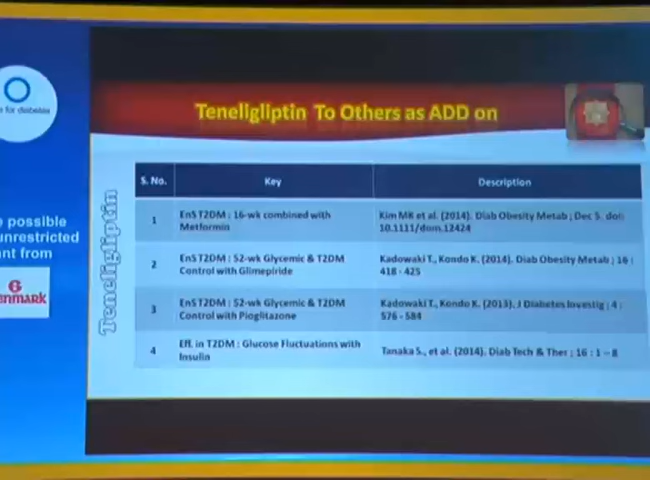 for diabetes
possible
unrestricted
nt from
G
enmark
Teneligliptin To Others as ADD on
Teneligliptin
S. No. Key Description
1 EnS T2DM : 16-wk combined with Metformin Kim MK et al. (2014). Diab Obesity Metab ; Dec 5. doi: 10.1111/dom.12424
2 EnS T2DM : 52-wk Glycemic & T2DM Control with Glimepiride Kadowaki T., Kondo K. (2014). Diab Obesity Metab ; 16 : 418 - 425
3 EnS T2DM : 52-wk Glycemic & T2DM Control with Pioglitazone Kadowaki T., Kondo K. (2013). J Diabetes Investig ; 4 : 576 - 584
4 Eff. in T2DM : Glucose Fluctuations with Insulin Tanaka S., et al. (2014). Diab Tech & Ther ; 16 : 1 – 8